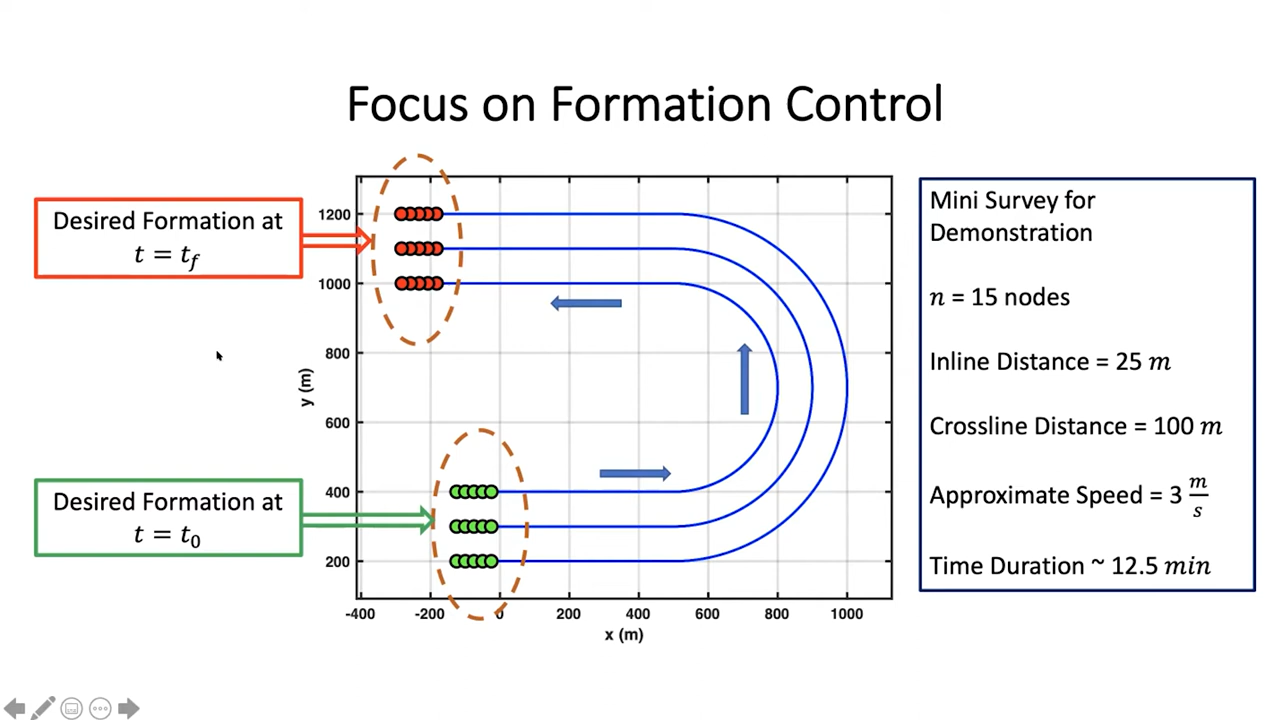 Focus on Formation Control
Desired Formation at
t = t_f
Desired Formation at
t = t_0
1200
1000
800
600
400
200
y (m)
-400 -200 0 200 400 600 800 1000
x (m)
Mini Survey for
Demonstration
n = 15 nodes
Inline Distance = 25 m
Crossline Distance = 100 m
Approximate Speed = 3 m/s
Time Duration ~ 12.5 min